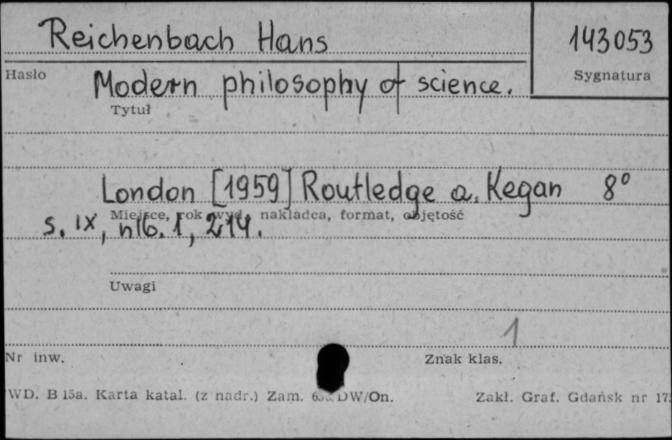 Reichenbach Hans
143053
Hasło
Sygnatura
Modern philosophy of science.
Tytuł
London [1959] Routledge a. Kegan 8°
Miejsce, rok wyd., nakładca, format, objętość
s. IX, nlb. 1, 214.
Uwagi
1
Nr inw.
Znak klas.
WD. B 15a. Karta katal. (z nadr.) Zam. DW/On.
Zakł. Graf. Gdańsk nr 17